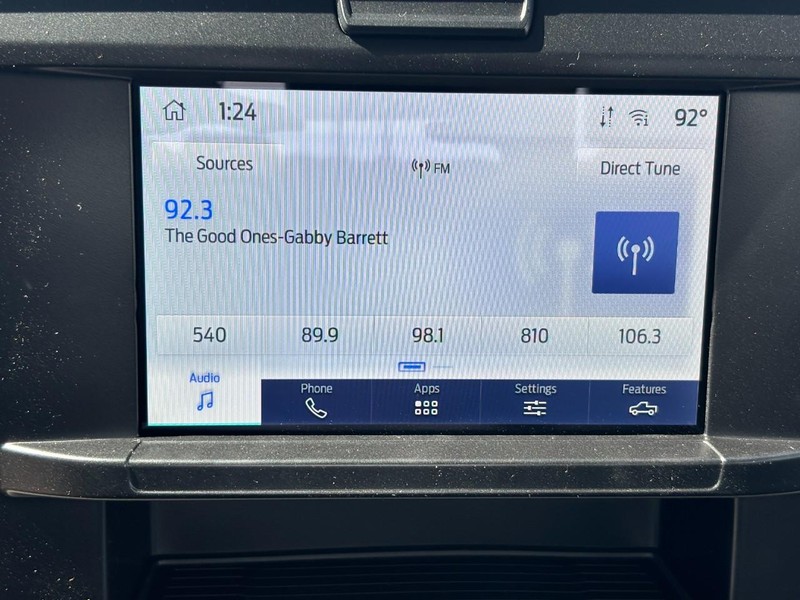 1:24 92°
Sources FM Direct Tune
92.3
The Good Ones-Gabby Barrett
540 89.9 98.1 810 106.3
Audio Phone Apps Settings Features